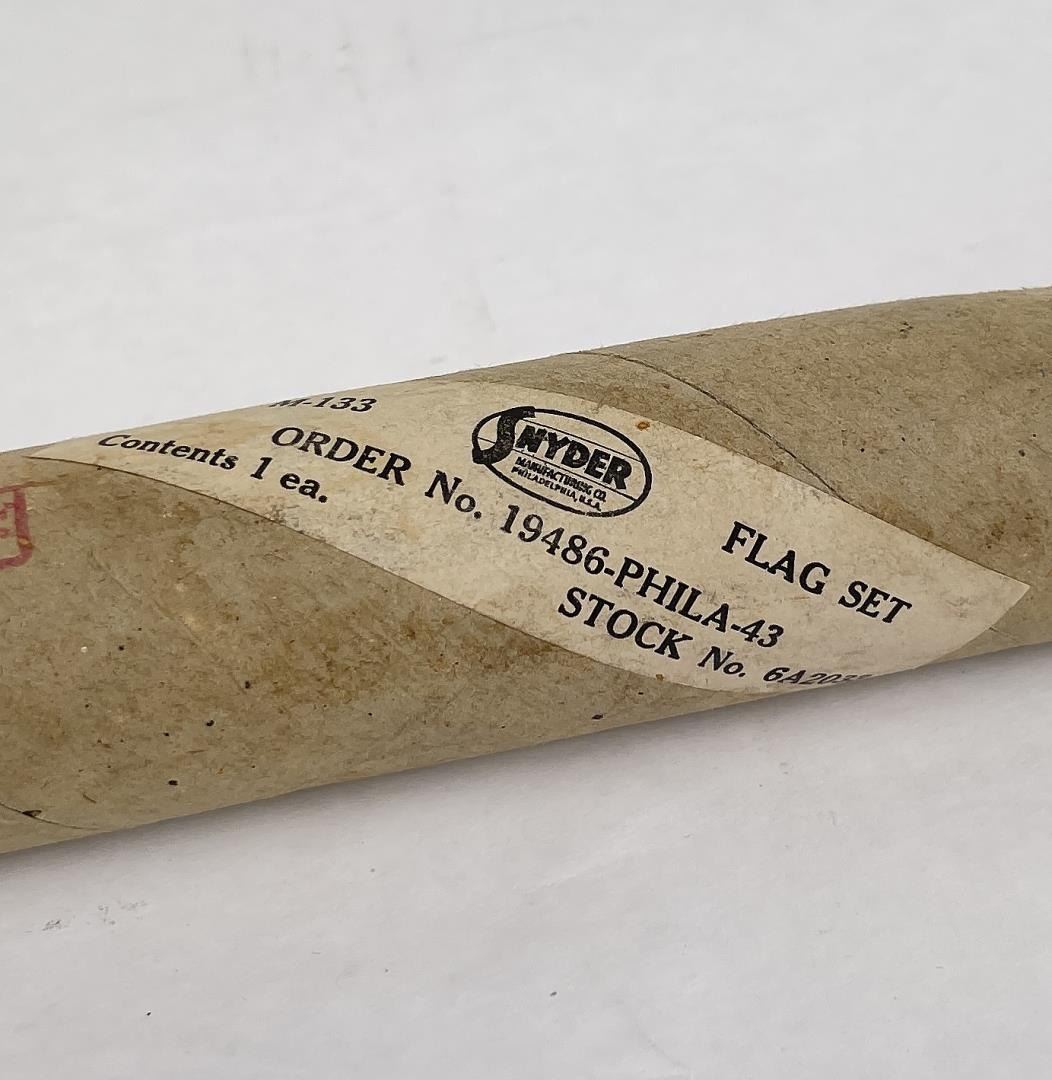 SNYDER
MANUFACTURING CO.
PHILADELPHIA, U.S.A.
FLAG SET
M-133
ORDER No. 19486-PHILA-43
Contents 1 ea.
STOCK No.